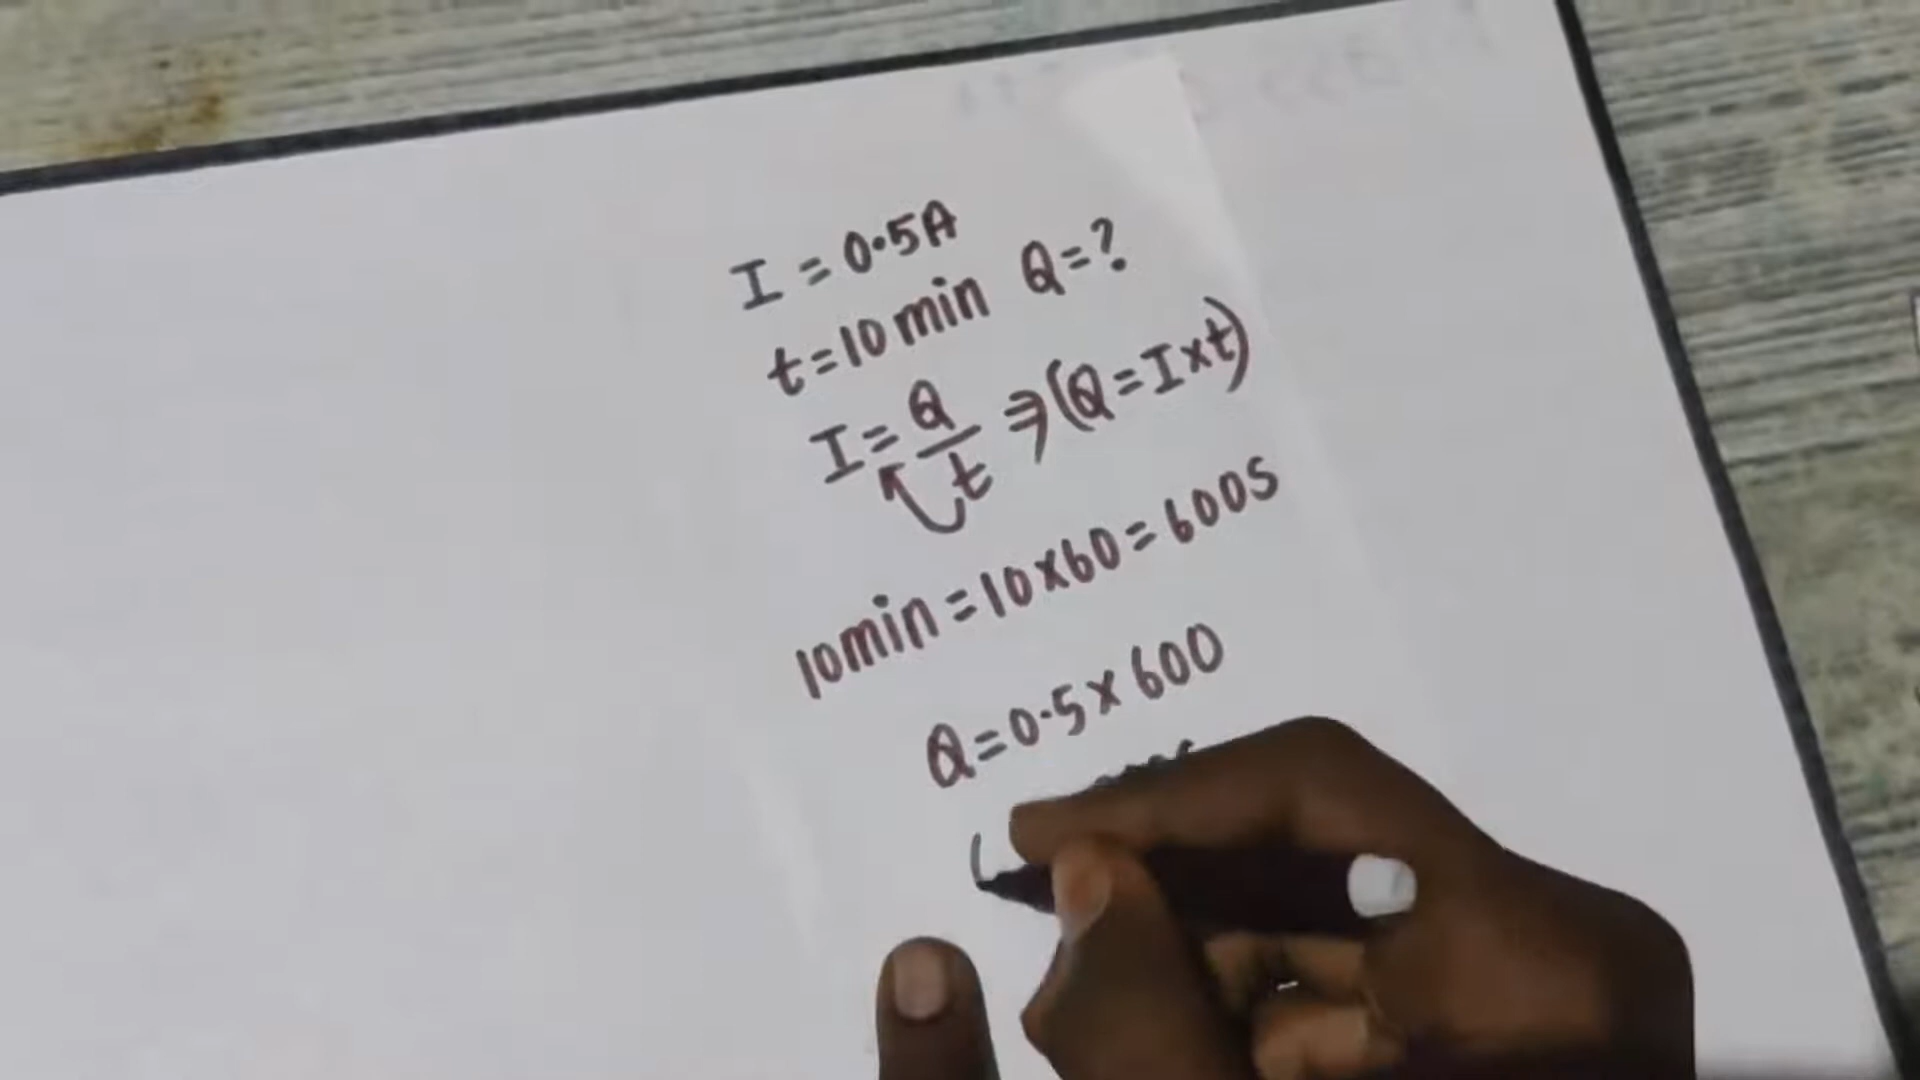 I = 0.5A
t=10 min Q=?
I=Q/t ⇒(Q=I×t)
10min=10×60=600S
Q=0.5×600